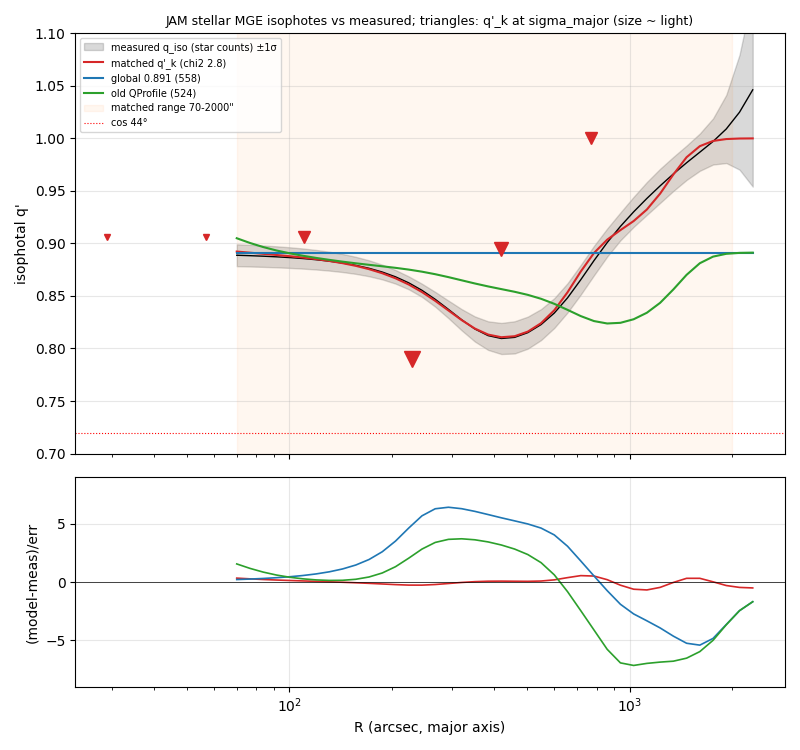 JAM stellar MGE isophotes vs measured; triangles: q'_k at sigma_major (size ~ light)
1.10
1.05
1.00
0.95
0.90
0.85
0.80
0.75
0.70
isophotal q'
measured q_iso (star counts) ±1σ
matched q'_k (chi2 2.8)
global 0.891 (558)
old QProfile (524)
matched range 70-2000"
cos 44°
5
0
−5
(model-meas)/err
10²
10³
R (arcsec, major axis)